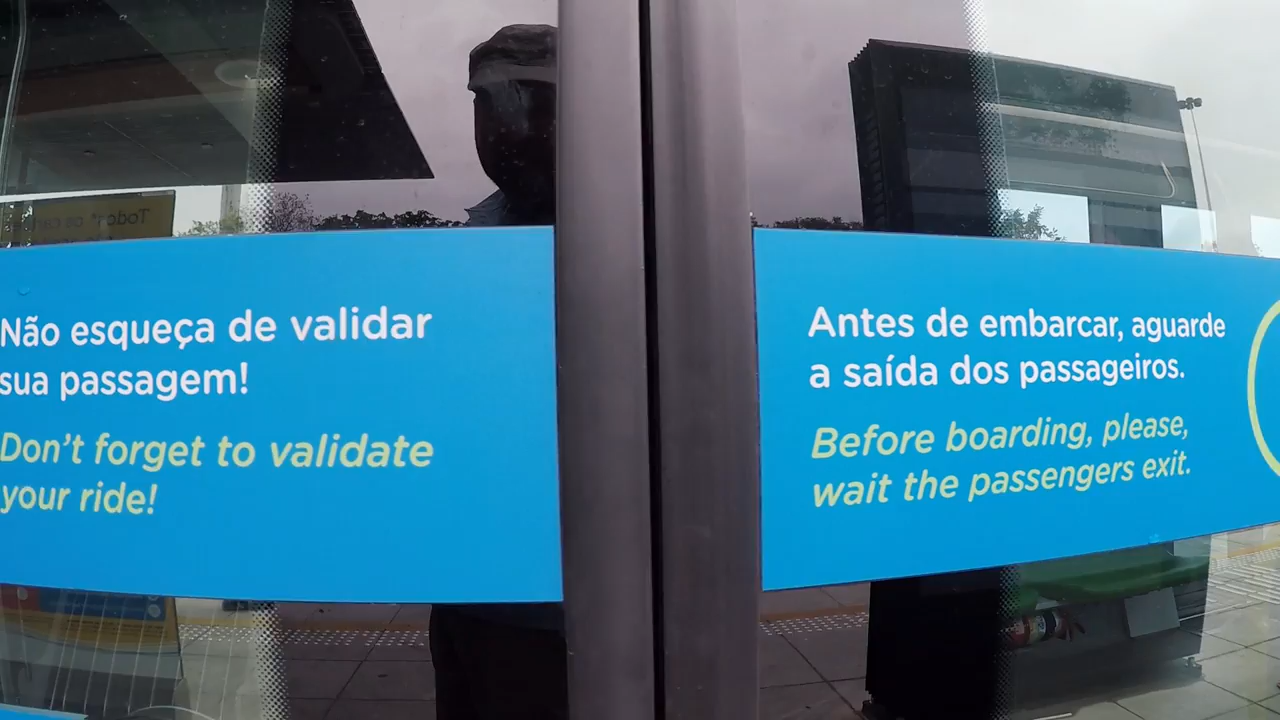 Não esqueça de validar
sua passagem!
Don't forget to validate
your ride!
Antes de embarcar, aguarde
a saída dos passageiros.
Before boarding, please,
wait the passengers exit.